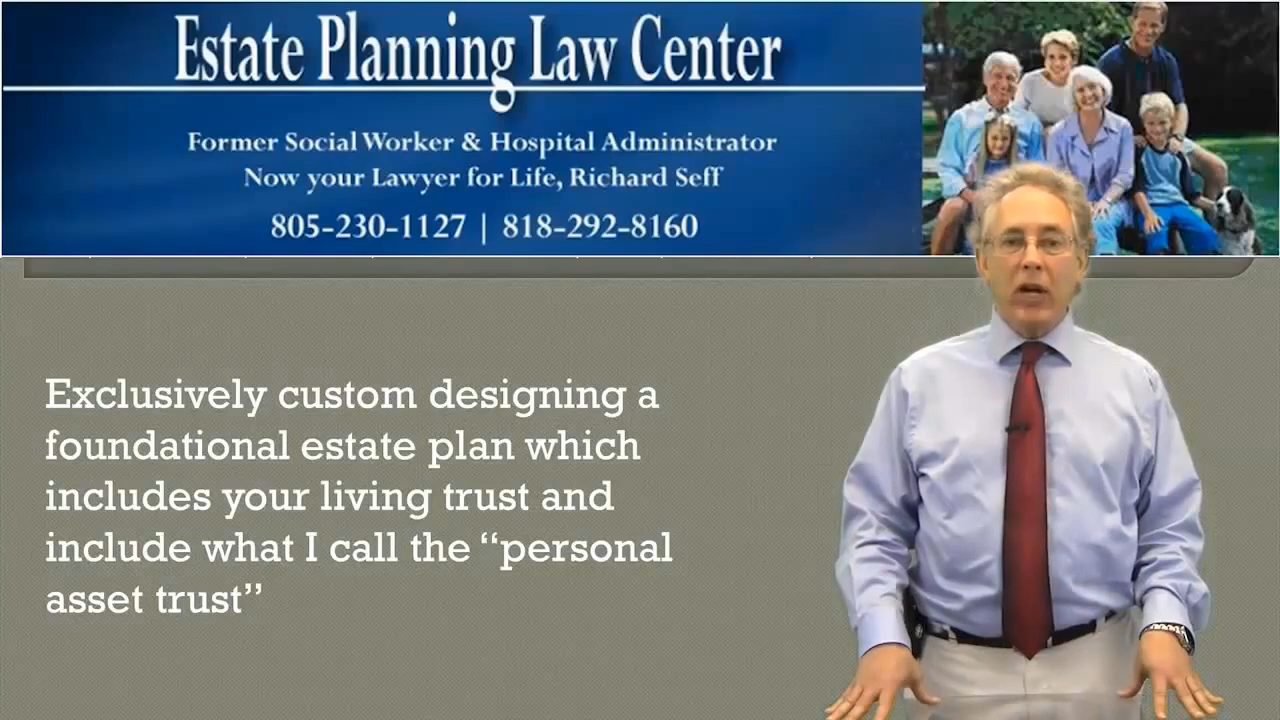 Estate Planning Law Center
Former Social Worker & Hospital Administrator
Now your Lawyer for Life, Richard Seff
805-230-1127 | 818-292-8160
Exclusively custom designing a
foundational estate plan which
includes your living trust and
include what I call the “personal
asset trust”